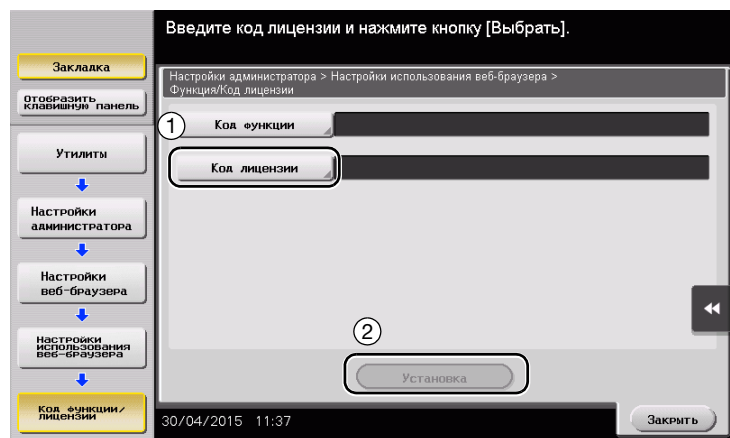 Введите код лицензии и нажмите кнопку [Выбрать].
Закладка
Отобразить
клавишную панель
Настройки администратора > Настройки использования веб-браузера >
Функция/Код лицензии
1
Код функции
Код лицензии
Утилиты
Настройки
администратора
Настройки
веб-браузера
Настройки
использования
веб-браузера
2
Установка
Код функции/
лицензии
30/04/2015 11:37
Закрыть